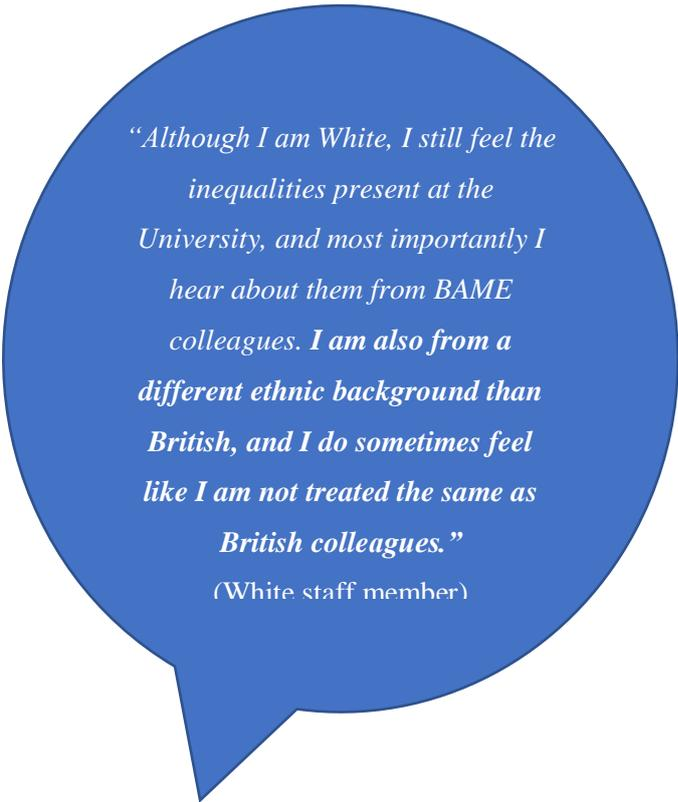 “Although I am White, I still feel the
inequalities present at the
University, and most importantly I
hear about them from BAME
colleagues. I am also from a
different ethnic background than
British, and I do sometimes feel
like I am not treated the same as
British colleagues.”
(White staff member)